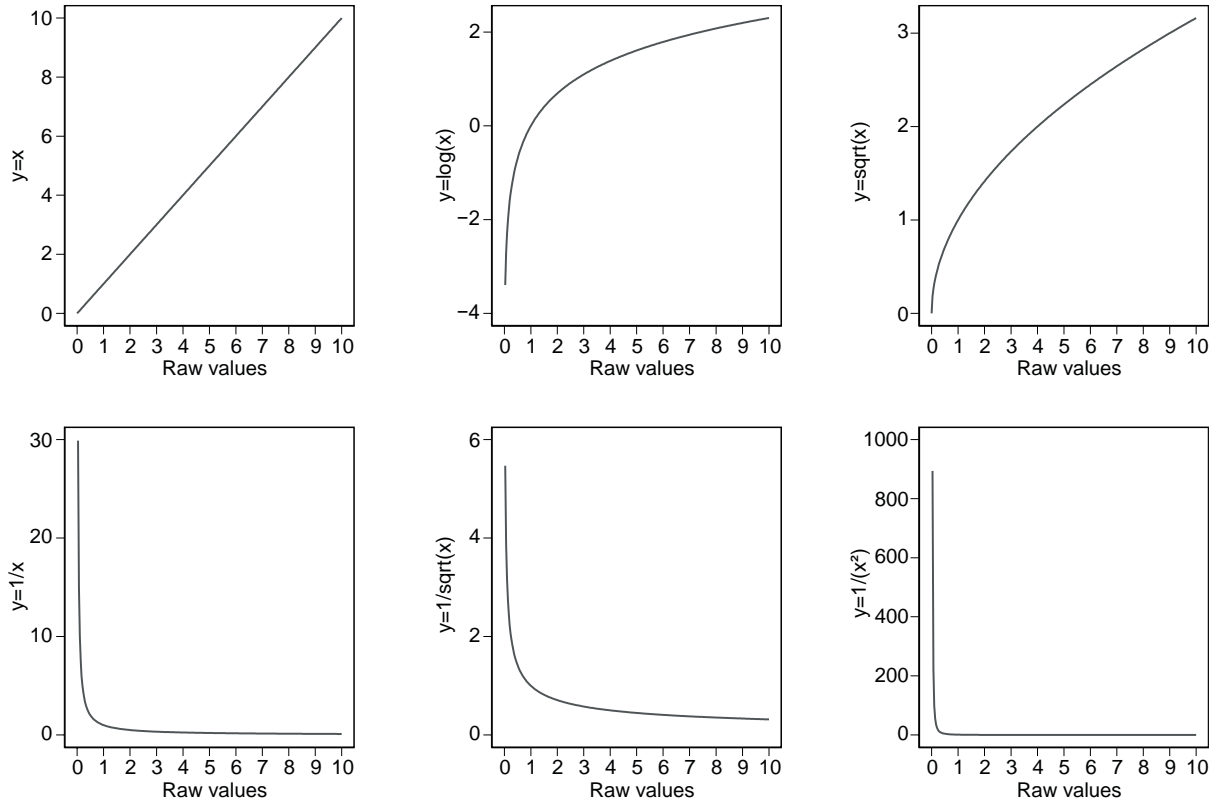 y=x
10
8
6
4
2
0
0 1 2 3 4 5 6 7 8 9 10
Raw values
y=log(x)
2
0
−2
−4
0 1 2 3 4 5 6 7 8 9 10
Raw values
y=sqrt(x)
3
2
1
0
0 1 2 3 4 5 6 7 8 9 10
Raw values
y=1/x
30
20
10
0
0 1 2 3 4 5 6 7 8 9 10
Raw values
y=1/sqrt(x)
6
4
2
0
0 1 2 3 4 5 6 7 8 9 10
Raw values
y=1/(x²)
1000
800
600
400
200
0
0 1 2 3 4 5 6 7 8 9 10
Raw values